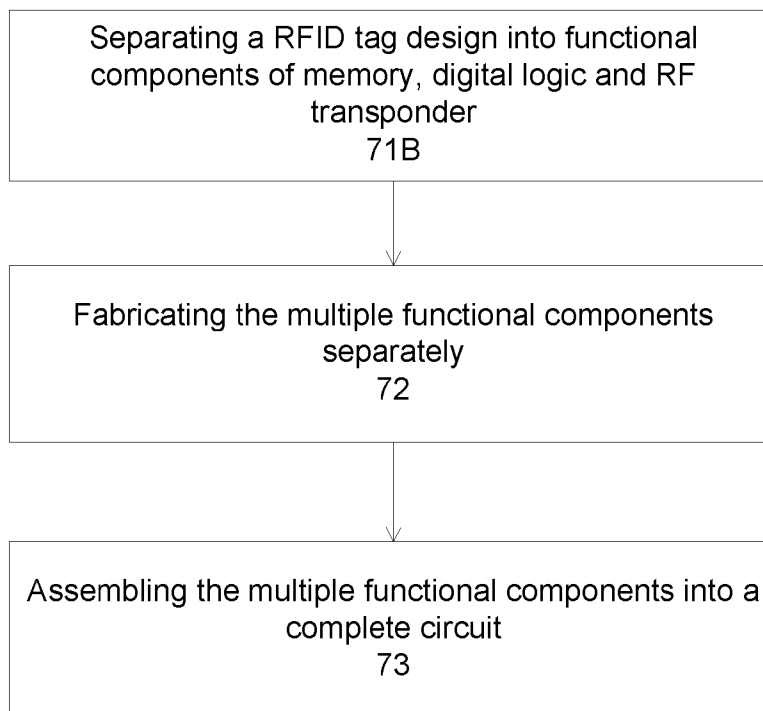 Separating a RFID tag design into functional
components of memory, digital logic and RF
transponder
71B
Fabricating the multiple functional components
separately
72
Assembling the multiple functional components into a
complete circuit
73